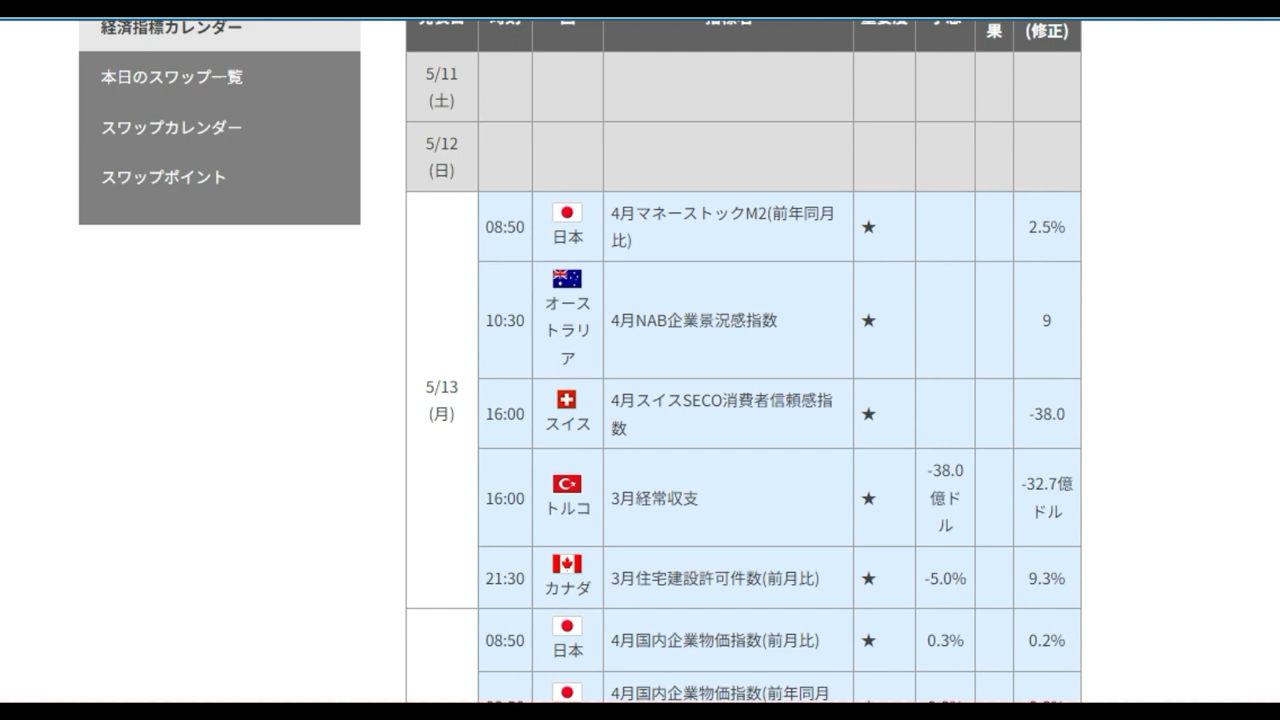 経済指標カレンダー
本日のスワップ一覧
スワップカレンダー
スワップポイント
果
(修正)
5/11
(土)
5/12
(日)
5/13
(月)
08:50
日本
4月マネーストックM2(前年同月
比)
★
2.5%
10:30
オース
トラリ
ア
4月NAB企業景況感指数
★
9
16:00
スイス
4月スイスSECO消費者信頼感指
数
★
-38.0
16:00
トルコ
3月経常収支
★
-38.0
億ド
ル
-32.7億
ドル
21:30
カナダ
3月住宅建設許可件数(前月比)
★
-5.0%
9.3%
08:50
日本
4月国内企業物価指数(前月比)
★
0.3%
0.2%
4月国内企業物価指数(前年同月